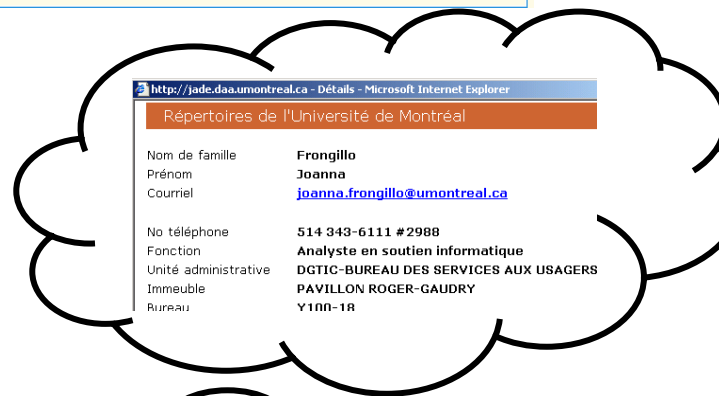 http://jade.daa.umontreal.ca - Détails - Microsoft Internet Explorer
Répertoires de l'Université de Montréal
Nom de famille Frongillo
Prénom Joanna
Courriel joanna.frongillo@umontreal.ca
No téléphone 514 343-6111 #2988
Fonction Analyste en soutien informatique
Unité administrative DGTIC-BUREAU DES SERVICES AUX USAGERS
Immeuble PAVILLON ROGER-GAUDRY
Bureau Y100-18